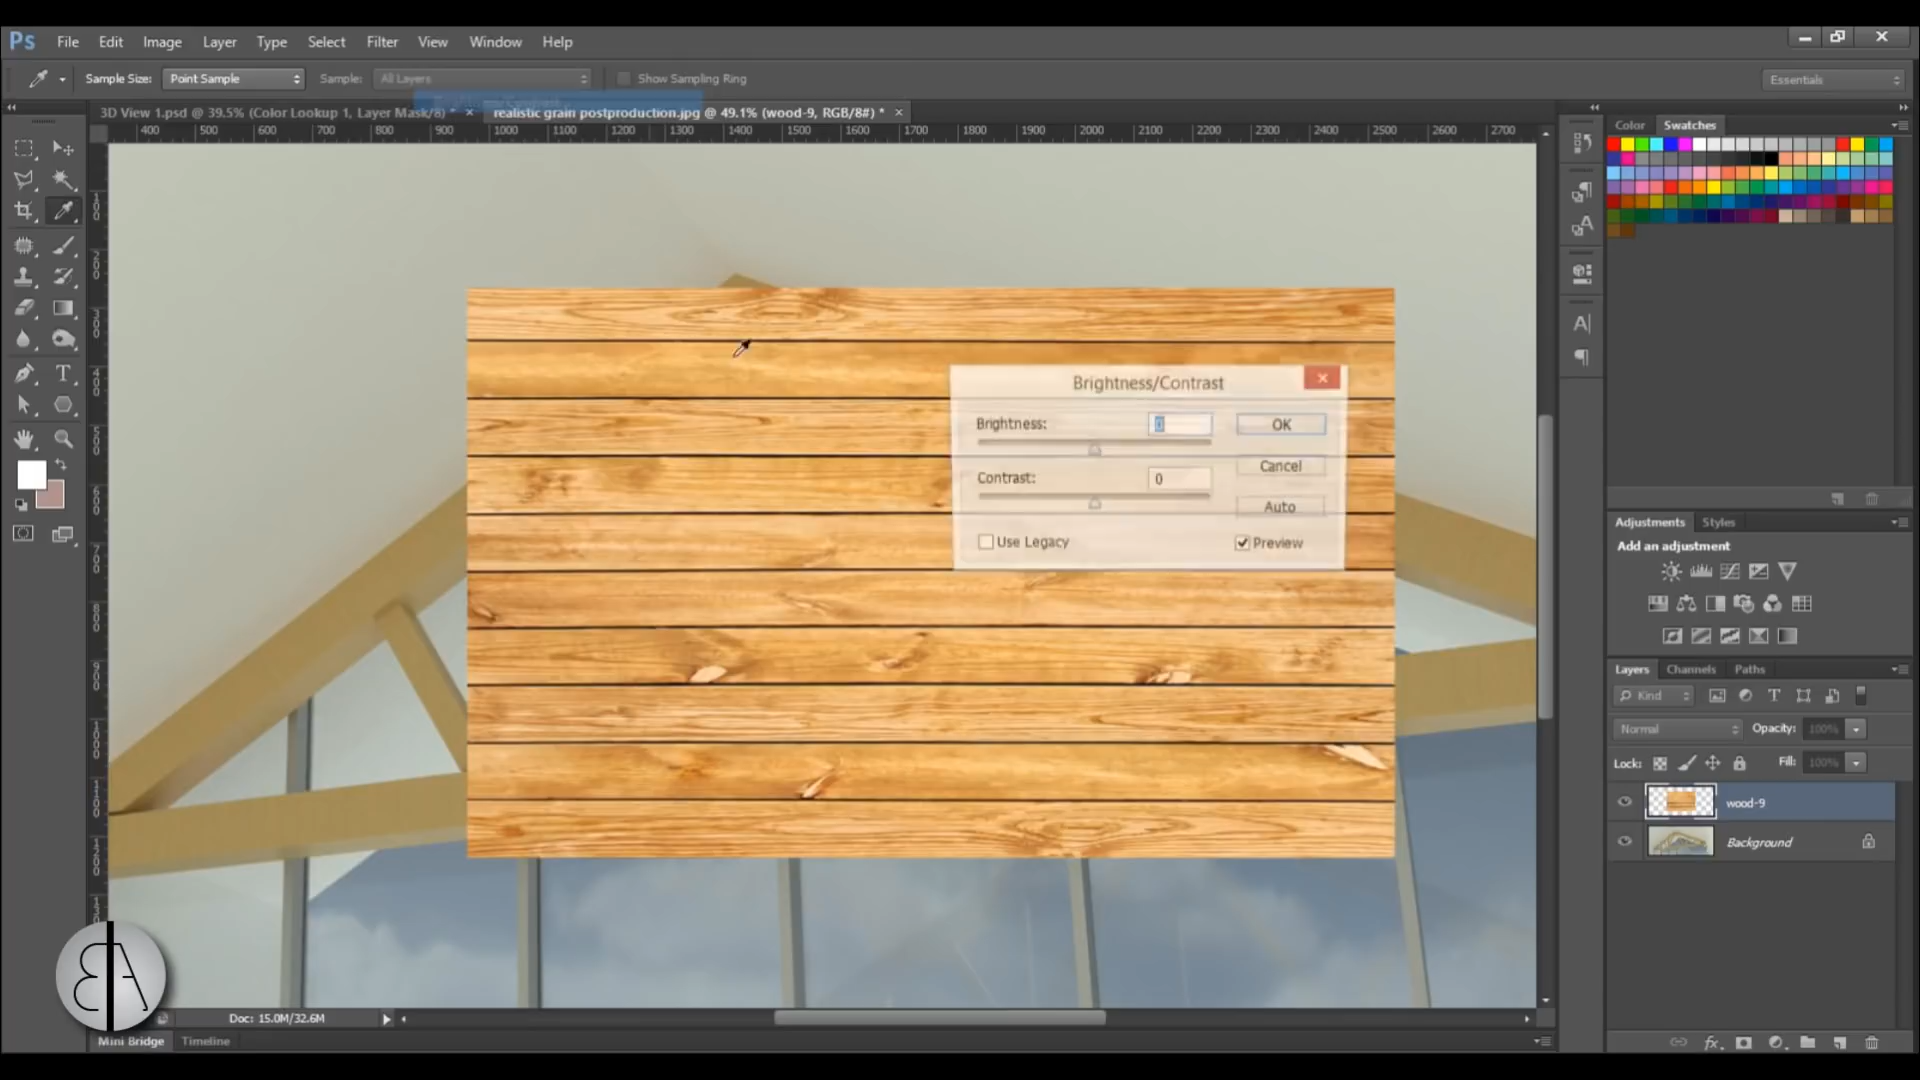 Ps File Edit Image Layer Type Select Filter View Window Help
Sample Size: Point Sample Sample: All Layers Show Sampling Ring Essentials
3D View 1.psd @ 39.5% (Color Lookup 1, Layer Mask/8) * × realistic grain postproduction.jpg @ 49.1% (wood-9, RGB/8#) * ×
400 500 600 700 800 900 1000 1100 1200 1300 1400 1500 1600 1700 1800 1900 2000 2100 2200 2300 2400 2500 2600 2700
Color Swatches
Brightness/Contrast
Brightness: 0 OK
Cancel
Contrast: 0
Auto
Use Legacy Preview
Adjustments Styles
Add an adjustment
Layers Channels Paths
Kind
Normal Opacity: 100%
Lock: Fill: 100%
wood-9
Background
BA
Doc: 15.0M/32.6M
Mini Bridge Timeline